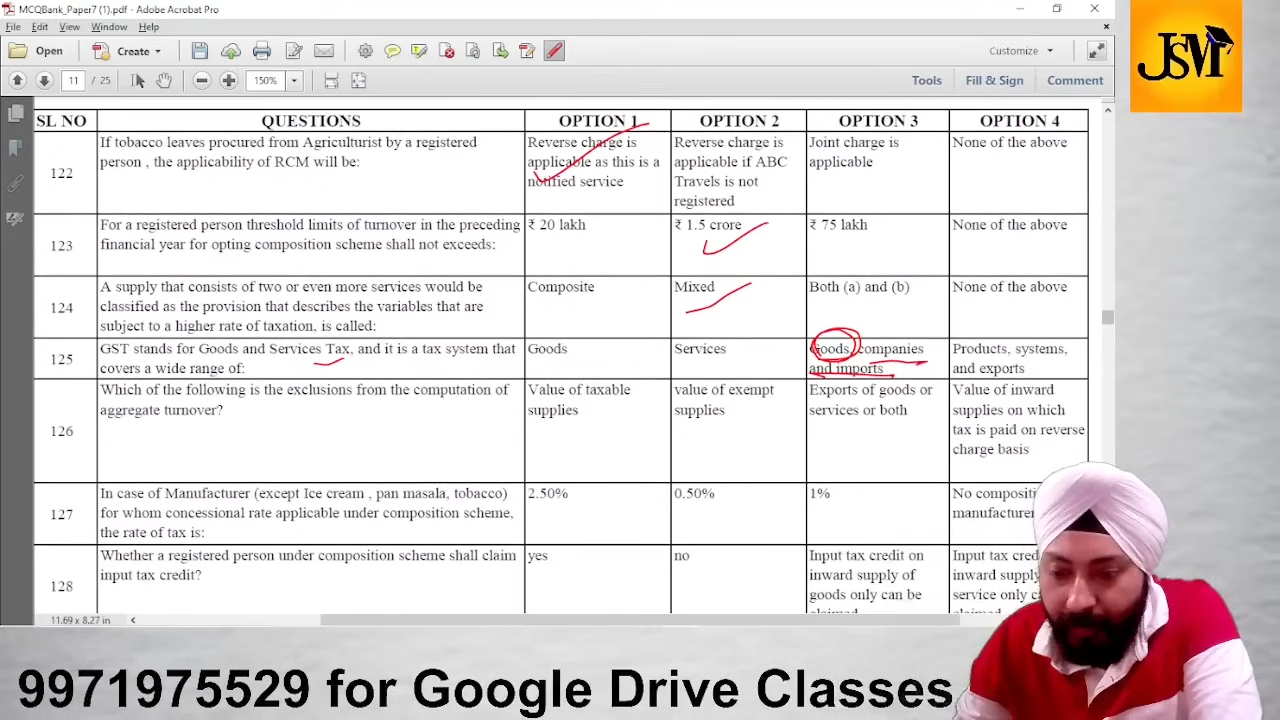 MCQBank_Paper7 (1).pdf - Adobe Acrobat Pro
File Edit View Window Help
Open Create Customize
11 / 25 150% Tools Fill & Sign Comment
JSM
SL NO QUESTIONS OPTION 1 OPTION 2 OPTION 3 OPTION 4
122
If tobacco leaves procured from Agriculturist by a registered
person , the applicability of RCM will be:
Reverse charge is
applicable as this is a
notified service
Reverse charge is
applicable if ABC
Travels is not
registered
Joint charge is
applicable
None of the above
123
For a registered person threshold limits of turnover in the preceding
financial year for opting composition scheme shall not exceeds:
₹ 20 lakh
₹ 1.5 crore
₹ 75 lakh
None of the above
124
A supply that consists of two or even more services would be
classified as the provision that describes the variables that are
subject to a higher rate of taxation, is called:
Composite
Mixed
Both (a) and (b)
None of the above
125
GST stands for Goods and Services Tax, and it is a tax system that
covers a wide range of:
Goods
Services
Goods, companies
and imports
Products, systems,
and exports
126
Which of the following is the exclusions from the computation of
aggregate turnover?
Value of taxable
supplies
value of exempt
supplies
Exports of goods or
services or both
Value of inward
supplies on which
tax is paid on reverse
charge basis
127
In case of Manufacturer (except Ice cream , pan masala, tobacco)
for whom concessional rate applicable under composition scheme,
the rate of tax is:
2.50%
0.50%
1%
No compositi
manufacturer
128
Whether a registered person under composition scheme shall claim
input tax credit?
yes
no
Input tax credit on
inward supply of
goods only can be
Input tax cred
inward supply
service only c
11.69 x 8.27 in
9971975529 for Google Drive Classes